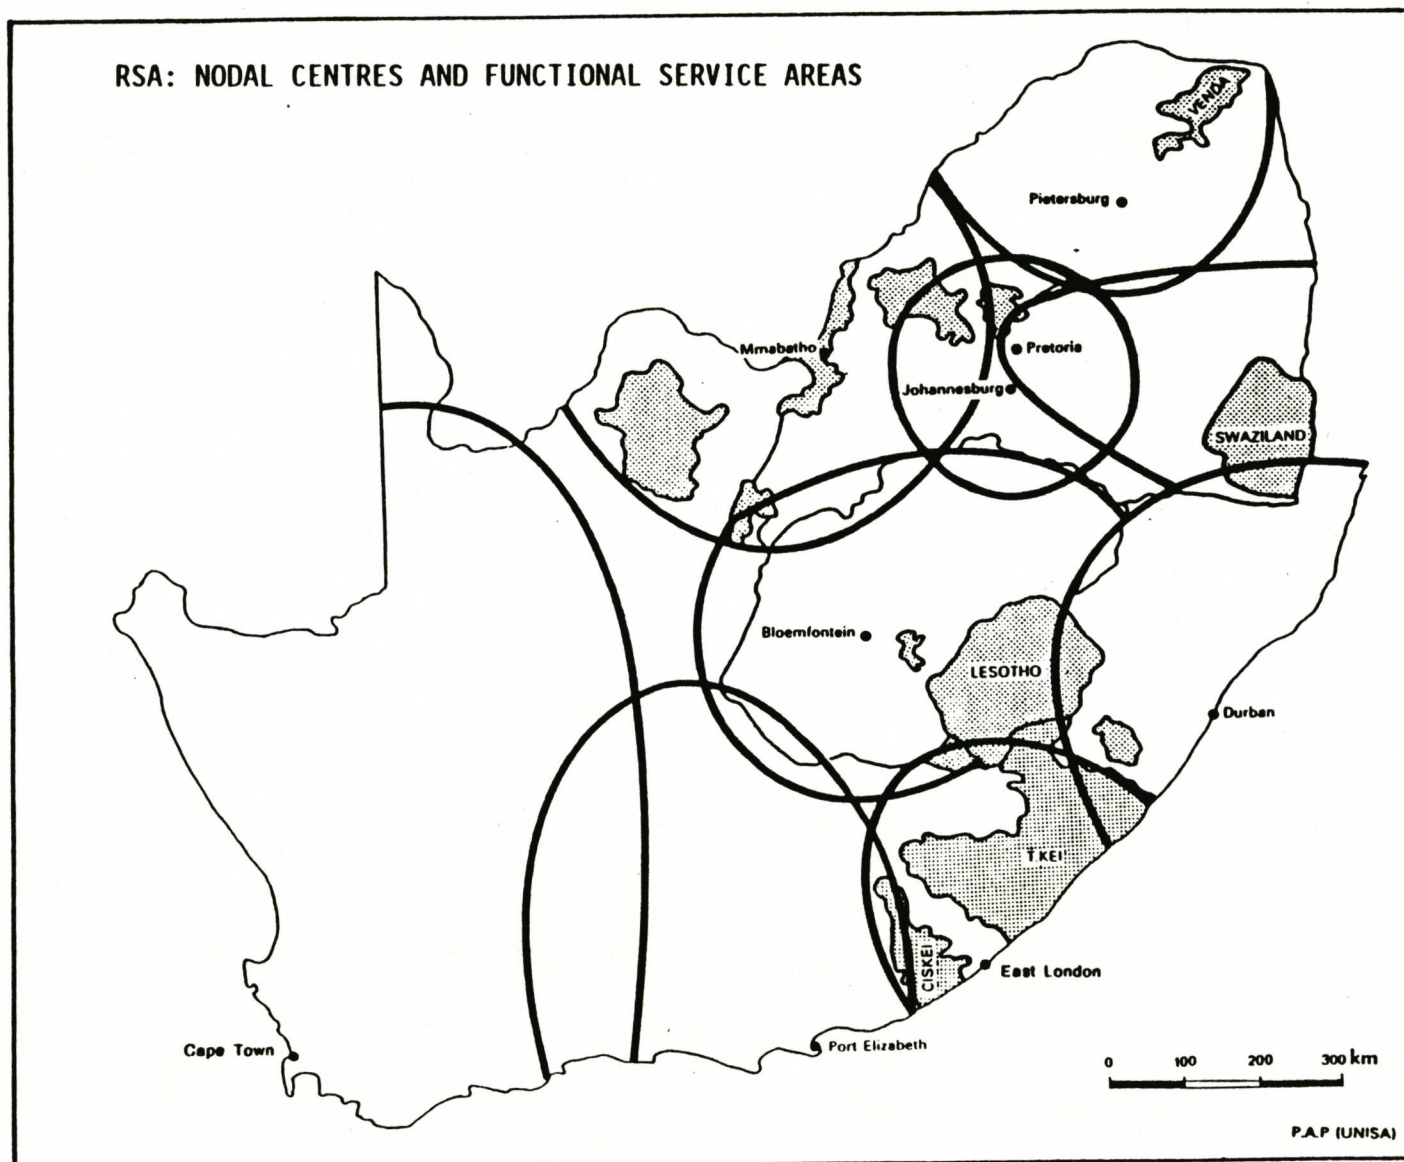 RSA: NODAL CENTRES AND FUNCTIONAL SERVICE AREAS
VENDA
Pietersburg
Mmabatho
Pretoria
Johannesburg
SWAZILAND
Bloemfontein
LESOTHO
Durban
T.KEI
CISKEI
East London
Cape Town
Port Elizabeth
0 100 200 300 km
P.A.P (UNISA)